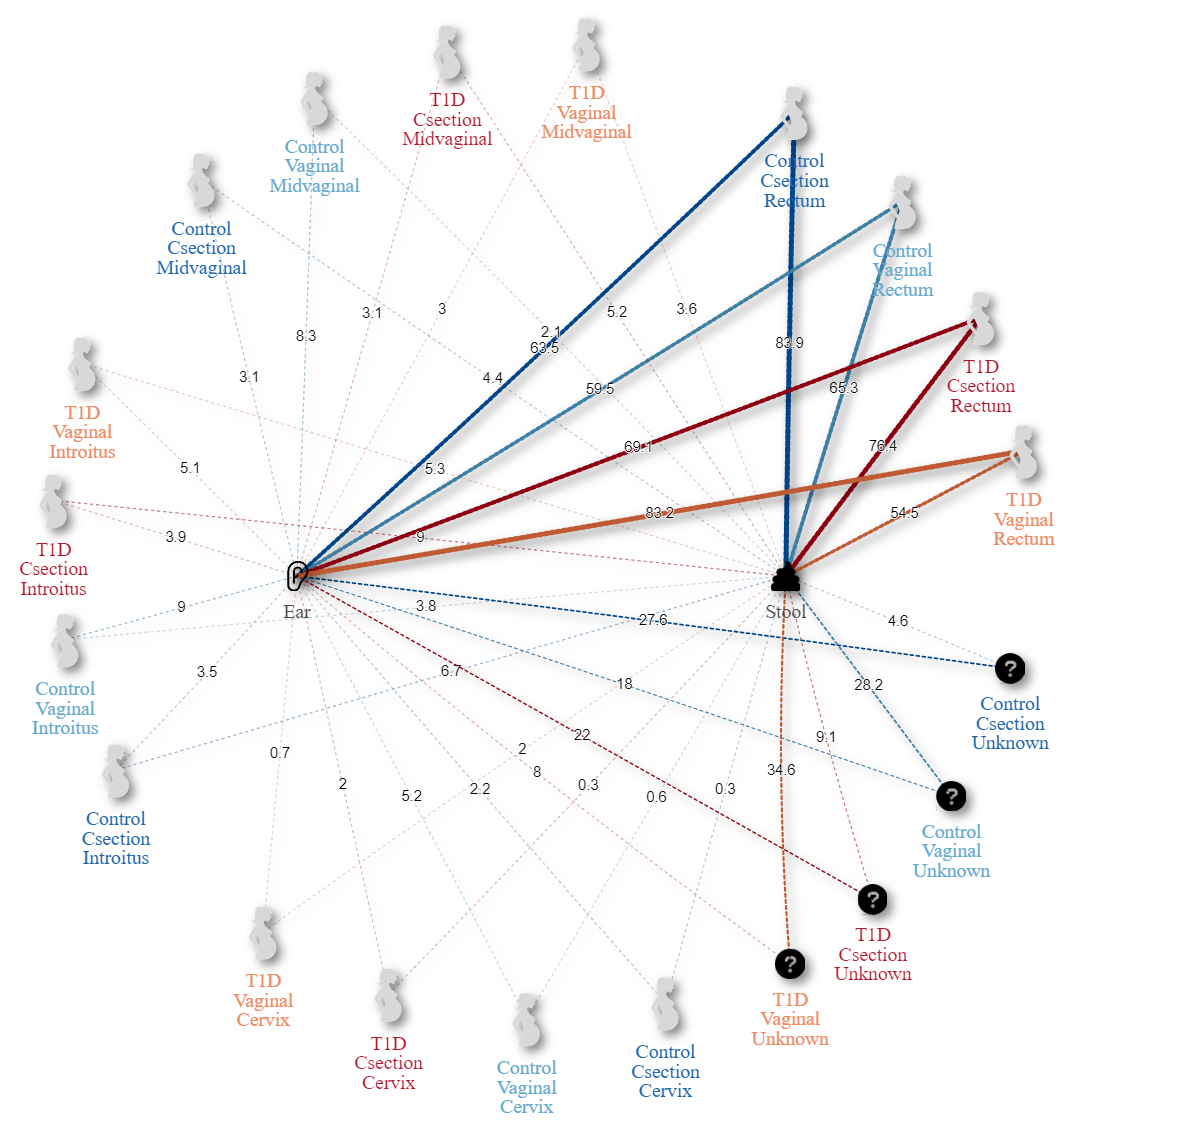 T1D
Vaginal
Midvaginal
T1D
Csection
Midvaginal
Control
Vaginal
Midvaginal
Control
Csection
Rectum
Control
Csection
Midvaginal
Control
Vaginal
Rectum
T1D
Csection
Rectum
T1D
Vaginal
Introitus
T1D
Vaginal
Rectum
T1D
Csection
Introitus
Control
Vaginal
Introitus
Control
Csection
Introitus
Ear
Stool
Control
Csection
Unknown
Control
Vaginal
Unknown
T1D
Csection
Unknown
T1D
Vaginal
Unknown
T1D
Vaginal
Cervix
T1D
Csection
Cervix
Control
Vaginal
Cervix
Control
Csection
Cervix
3
3.6
3.1
5.2
8.3
2.1
63.5
83.9
3.1
4.4
59.5
65.3
69.1
76.4
5.1
5.3
83.2
54.5
3.9
9
9
3.8
27.6
4.6
3.5
6.7
18
28.2
22
9.1
0.7
2
8
34.6
2
5.2
2.2
0.3
0.6
0.3
?
?
?
?